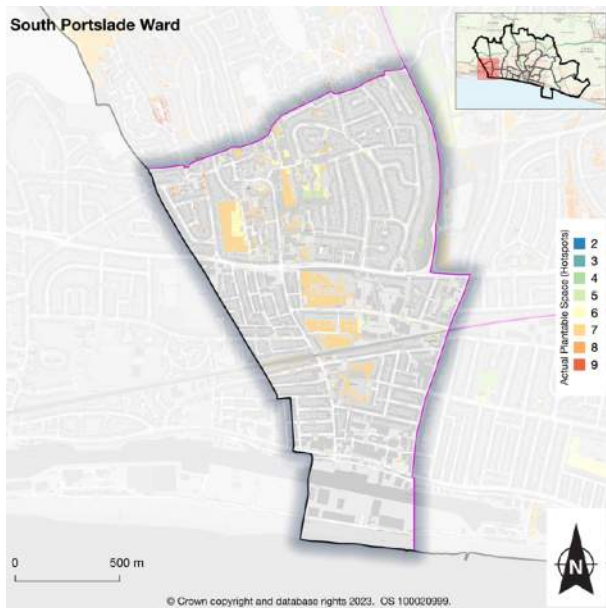 South Portslade Ward
Actual Plantable Space (Hotspots)
2
3
4
5
6
7
8
9
0
500 m
N
© Crown copyright and database rights 2023. OS 100020999.